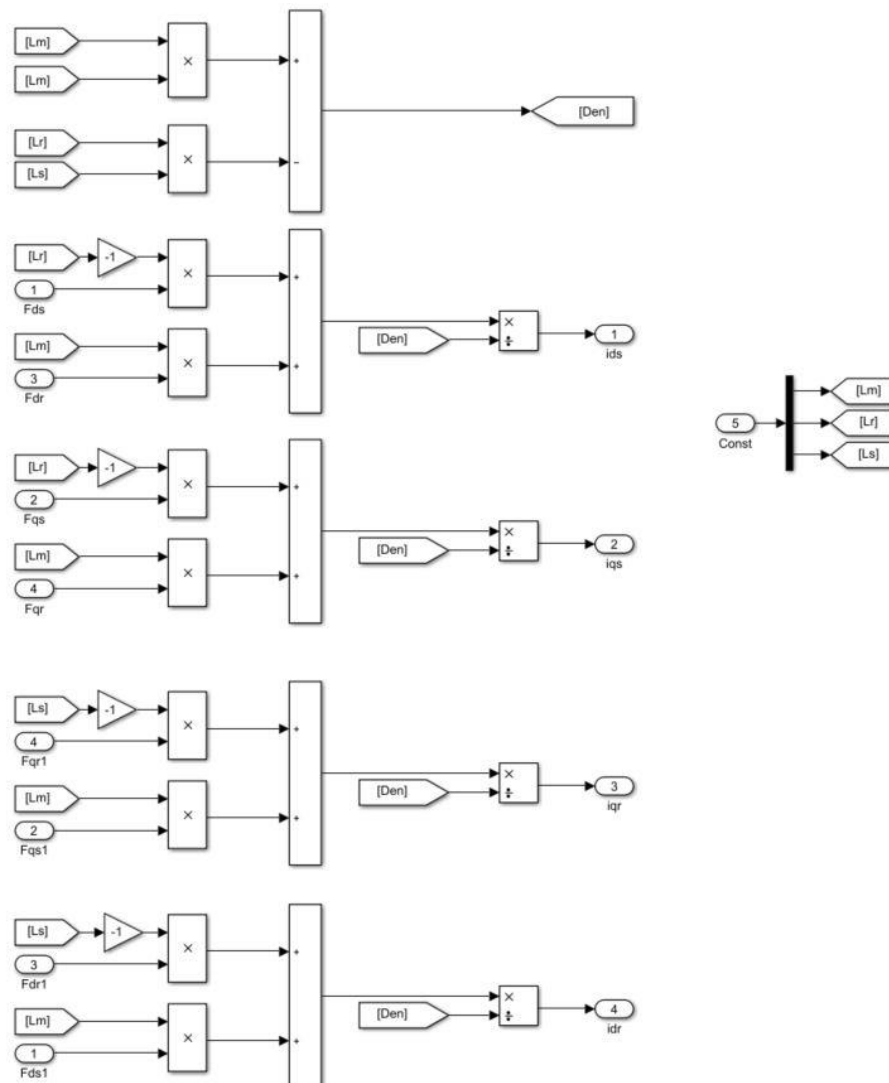 [Lm]
×
+
[Lm]
[Den]
[Lr]
×
−
[Ls]
[Lr]
-1
×
+
1
Fds
×
1
ids
[Den]
÷
[Lm]
×
+
3
Fdr
[Lm]
5
Const
[Lr]
[Ls]
[Lr]
-1
×
+
2
Fqs
×
2
iqs
[Den]
÷
[Lm]
×
+
4
Fqr
[Ls]
-1
×
+
4
Fqr1
×
3
iqr
[Den]
÷
[Lm]
×
+
2
Fqs1
[Ls]
-1
×
+
3
Fdr1
×
4
idr
[Den]
÷
[Lm]
×
+
1
Fds1